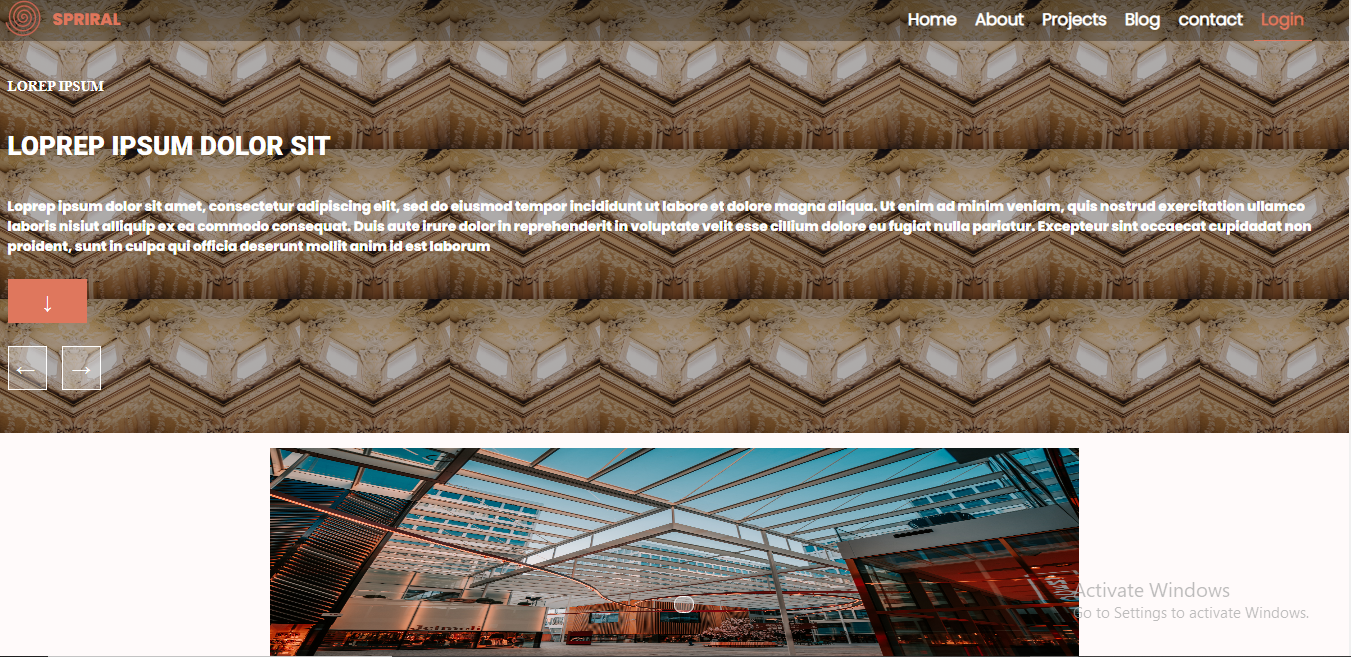 SPRIRAL
Home About Projects Blog contact Login
LOREP IPSUM
LOPREP IPSUM DOLOR SIT
Loprep ipsum dolor sit amet, consectetur adipiscing elit, sed do eiusmod tempor incididunt ut labore et dolore magna aliqua. Ut enim ad minim veniam, quis nostrud exercitation ullamco
laboris nisiut alliquip ex ea commodo consequat. Duis aute irure dolor in reprehenderit in voluptate velit esse cillium dolore eu fugiat nulla pariatur. Excepteur sint occaecat cupidadat non
proident, sunt in culpa qui officia deserunt mollit anim id est laborum
↓
← →
Activate Windows
Go to Settings to activate Windows.